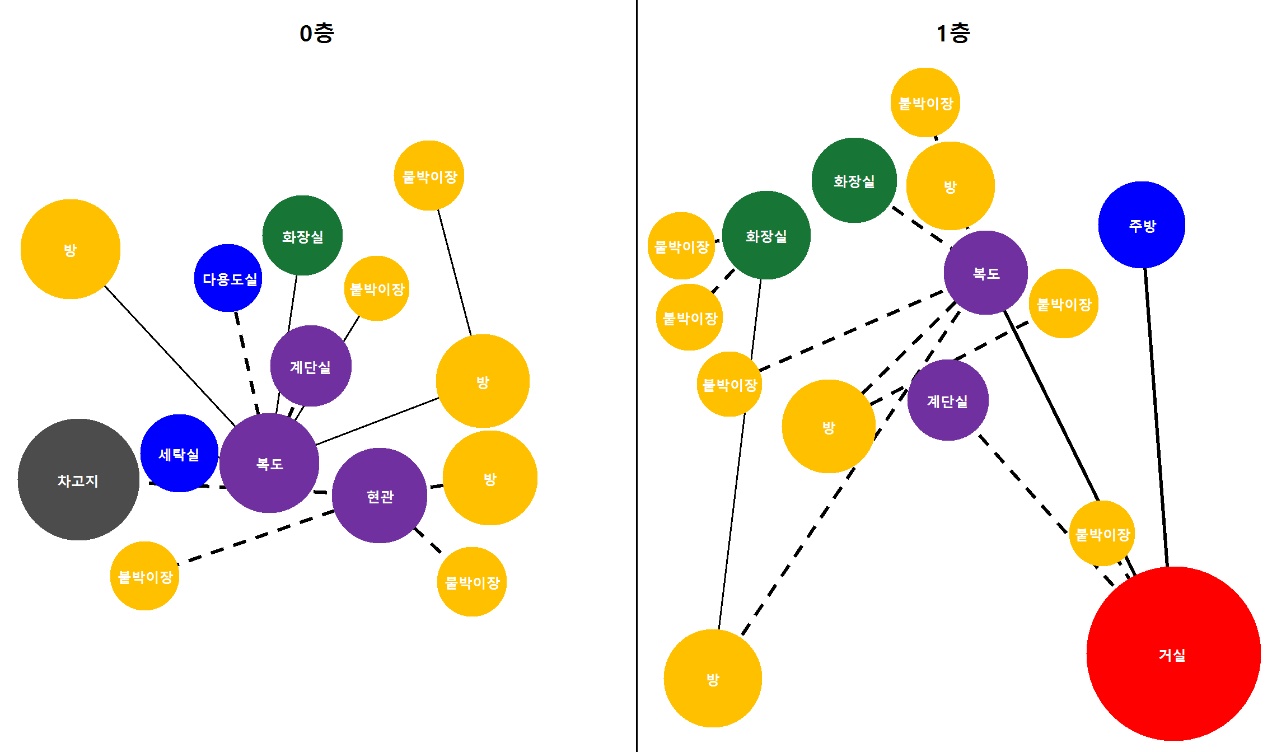 0층
1층
붙박이장
방
화장실
다용도실
붙박이장
계단실
방
세탁실
복도
차고지
현관
방
붙박이장
붙박이장
붙박이장
화장실
방
주방
화장실
붙박이장
복도
붙박이장
붙박이장
붙박이장
계단실
방
붙박이장
거실
방